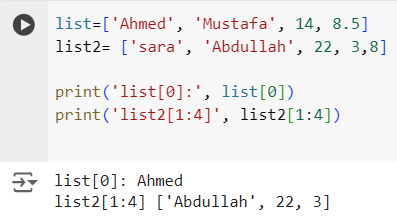 list=['Ahmed', 'Mustafa', 14, 8.5]
list2= ['sara', 'Abdullah', 22, 3,8]
print('list[0]:', list[0])
print('list2[1:4]', list2[1:4])
list[0]: Ahmed
list2[1:4] ['Abdullah', 22, 3]